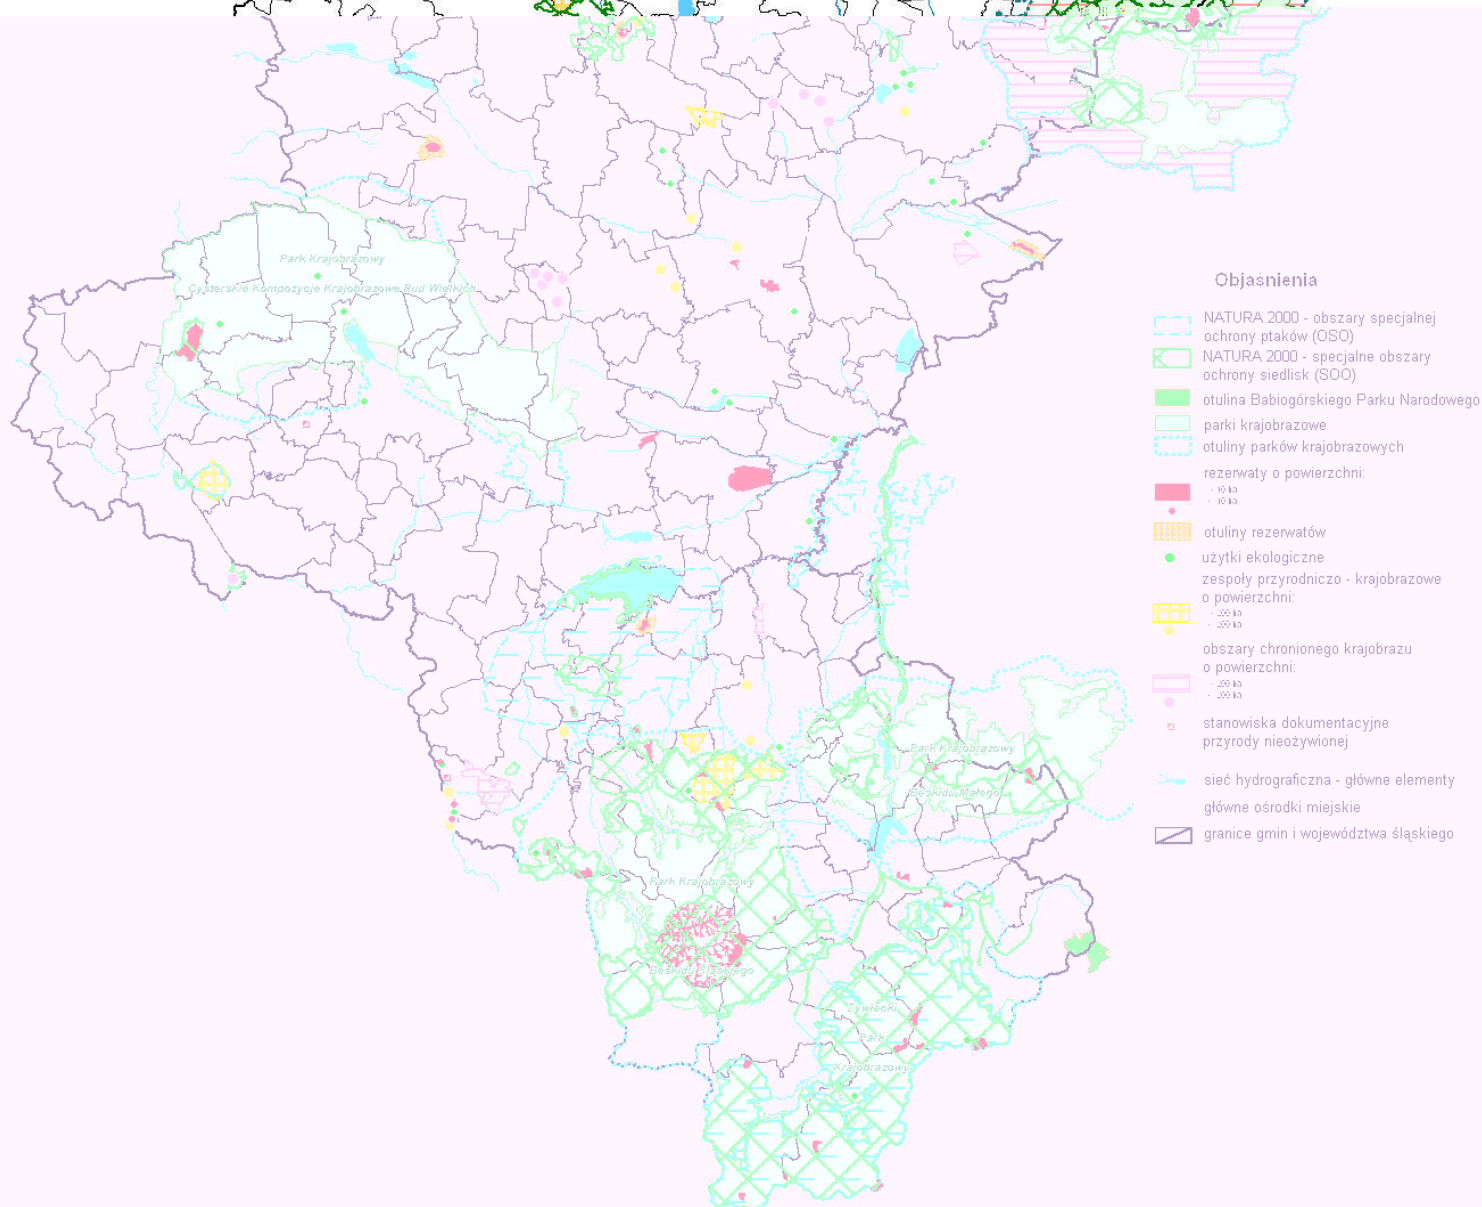 Park Krajobrazowy
Cysterskie Kompozycje Krajobrazowe Rud Wielkich
Park Krajobrazowy
Beskidu Małego
Park Krajobrazowy
Beskidu Śląskiego
Żywiecki
Park
Krajobrazowy
Objaśnienia
NATURA 2000 - obszary specjalnej
ochrony ptaków (OSO)
NATURA 2000 - specjalne obszary
ochrony siedlisk (SOO)
otulina Babiogórskiego Parku Narodowego
parki krajobrazowe
otuliny parków krajobrazowych
rezerwaty o powierzchni:
otuliny rezerwatów
użytki ekologiczne
zespoły przyrodniczo - krajobrazowe
o powierzchni:
obszary chronionego krajobrazu
o powierzchni:
stanowiska dokumentacyjne
przyrody nieożywionej
sieć hydrograficzna - główne elementy
główne ośrodki miejskie
granice gmin i województwa śląskiego